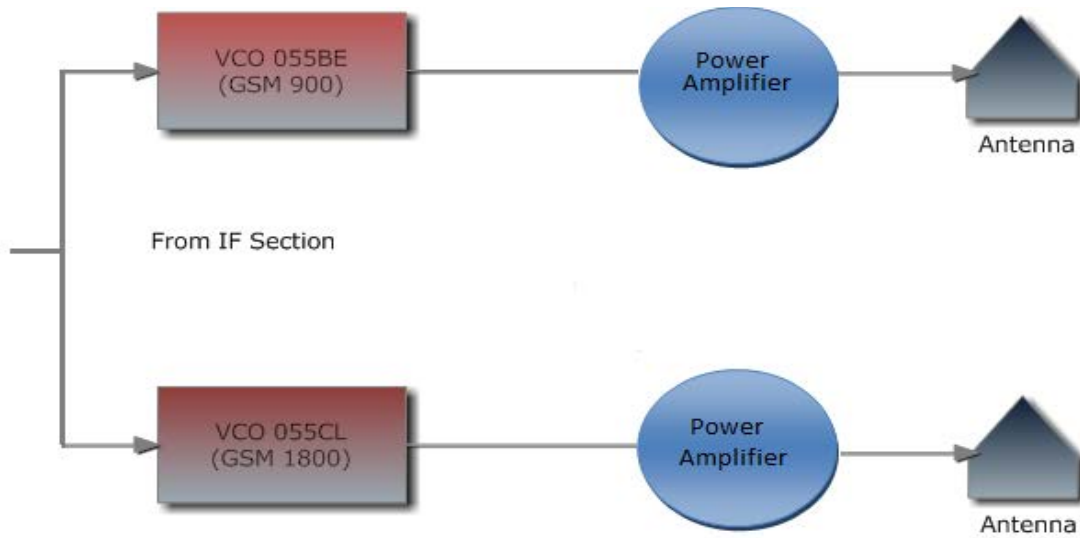 VCO 055BE
(GSM 900)
Power
Amplifier
Antenna
From IF Section
VCO 055CL
(GSM 1800)
Power
Amplifier
Antenna